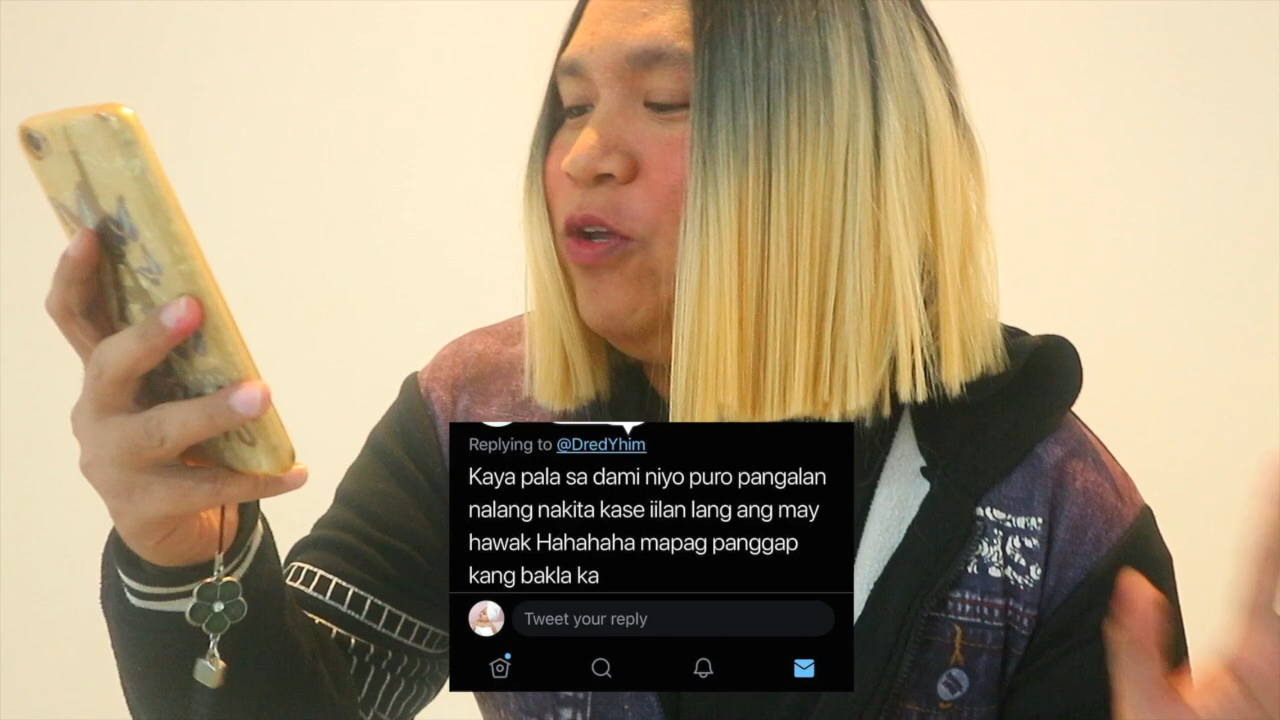 Replying to @DredYhim
Kaya pala sa dami niyo puro pangalan
nalang nakita kase iilan lang ang may
hawak Hahahaha mapag panggap
kang bakla ka
Tweet your reply